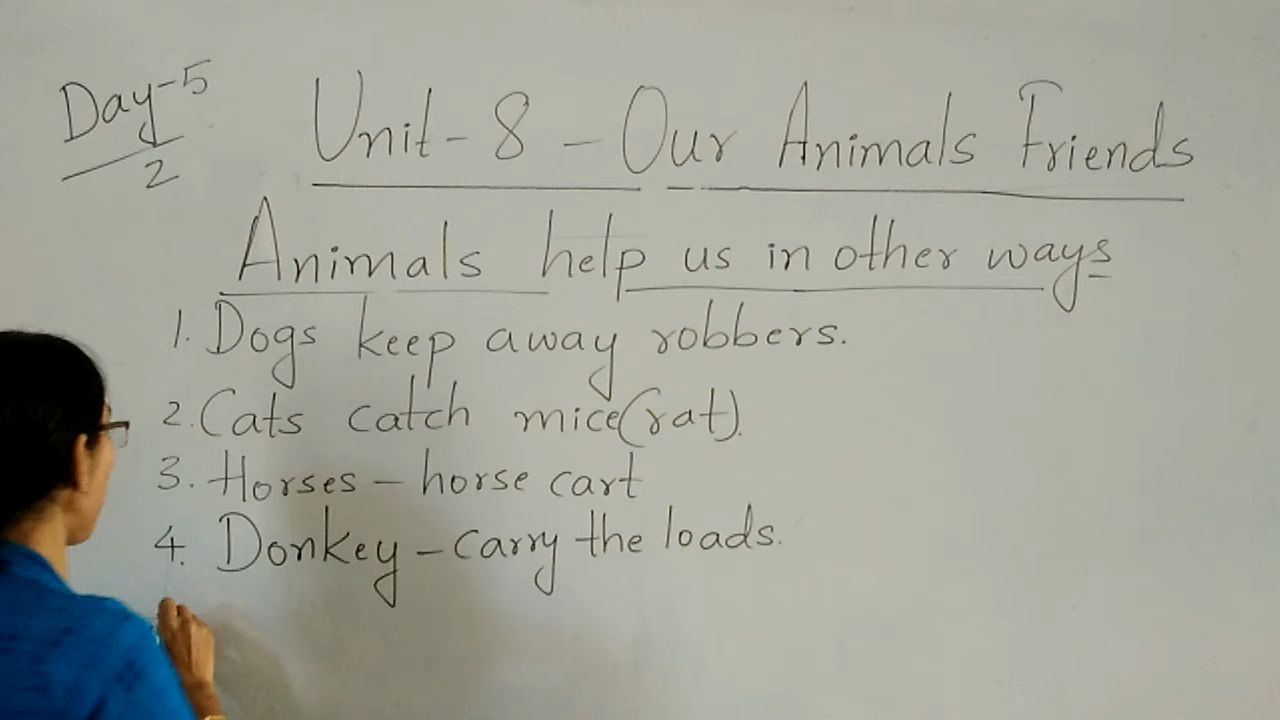 Day-5
2
Unit-8-Our Animals Friends
Animals help us in other ways
1. Dogs keep away robbers.
2. Cats catch mice(rat).
3. Horses - horse cart
4. Donkey - carry the loads.